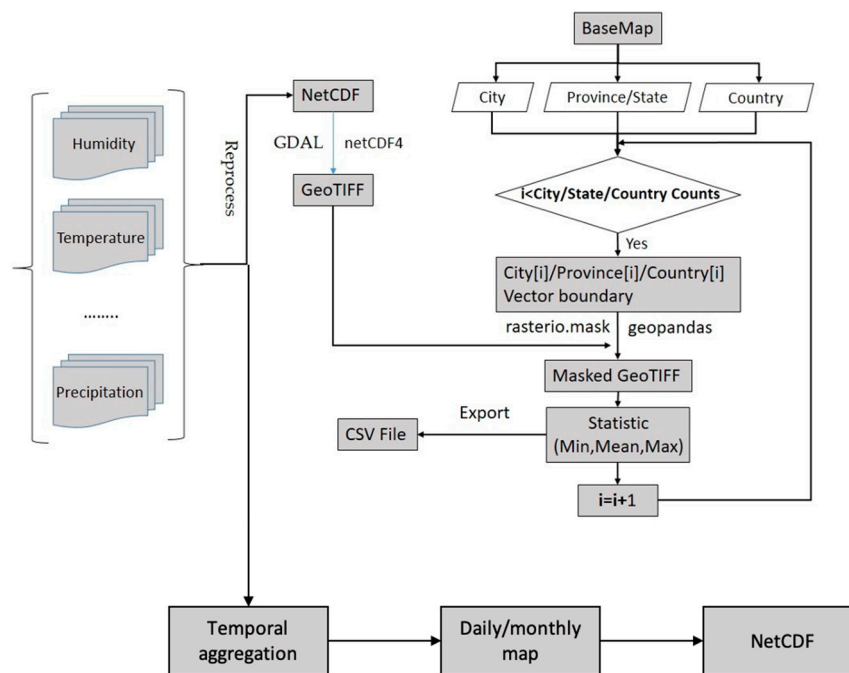 BaseMap
City
Province/State
Country
NetCDF
GDAL
netCDF4
GeoTIFF
Reprocess
Humidity
Temperature
........
Precipitation
i<City/State/Country Counts
Yes
City[i]/Province[i]/Country[i]
Vector boundary
rasterio.mask
geopandas
Masked GeoTIFF
Statistic
(Min,Mean,Max)
Export
CSV File
i=i+1
Temporal
aggregation
Daily/monthly
map
NetCDF